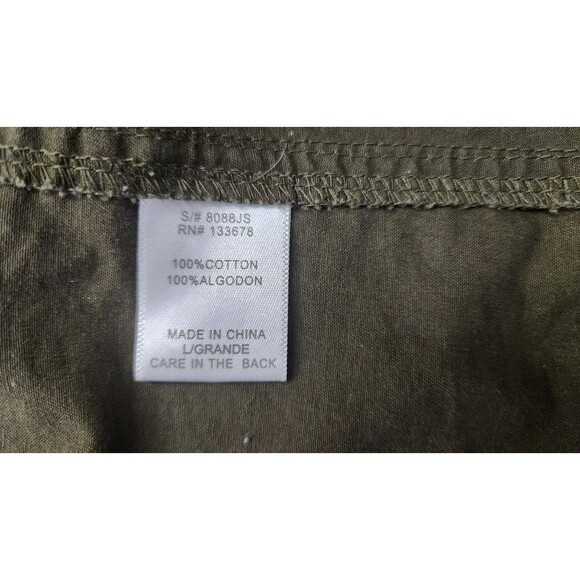 S/# 8088JS
RN# 133678
100%COTTON
100%ALGODON
MADE IN CHINA
L/GRANDE
CARE IN THE BACK